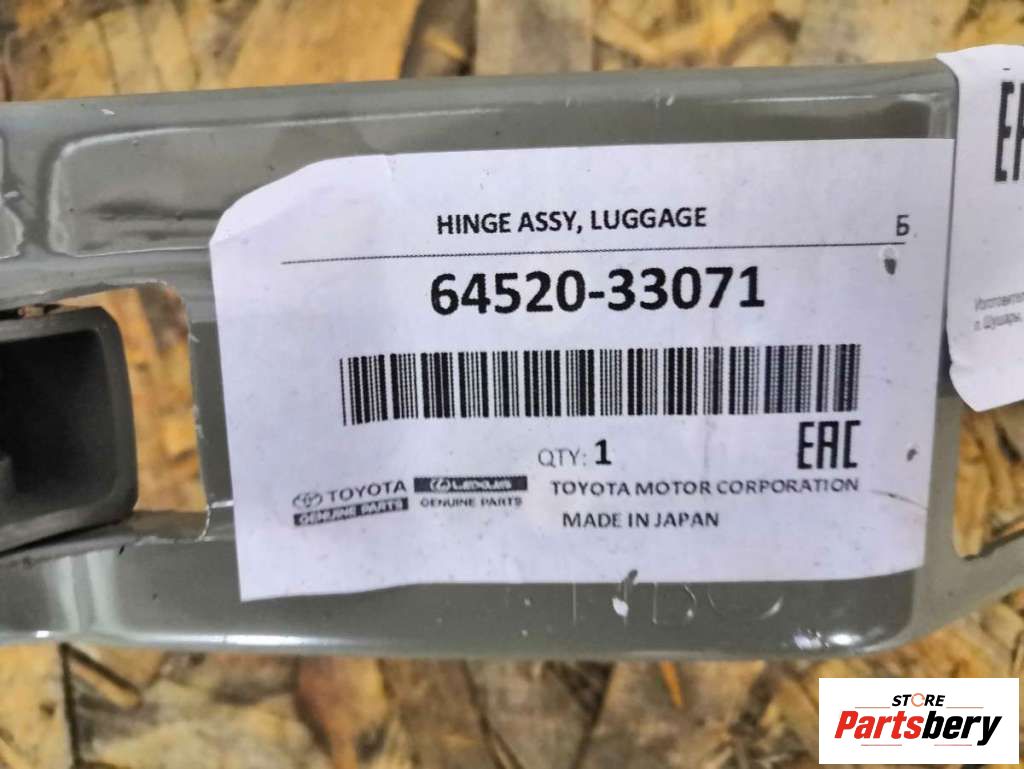 HINGE ASSY, LUGGAGE
Б
64520-33071
EAC
QTY: 1
TOYOTA
GENUINE PARTS
LEXUS
GENUINE PARTS
TOYOTA MOTOR CORPORATION
MADE IN JAPAN
п. Шушары,
STORE
Partsbery